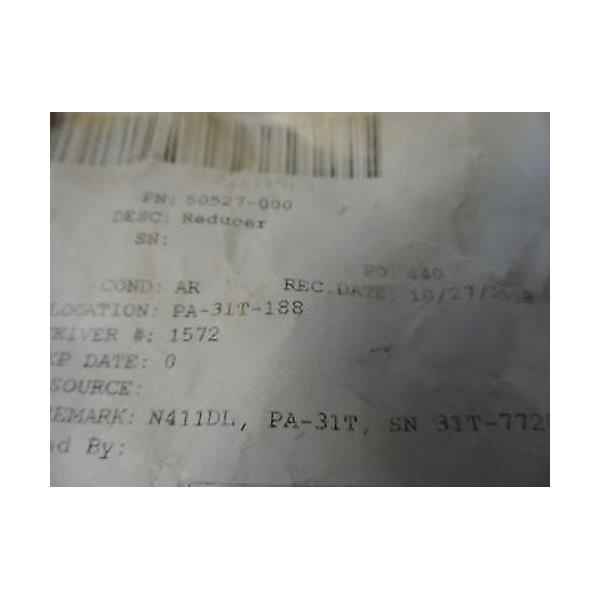 PN: 50527-000
DESC: Reducer
SN:
PO: 440
COND: AR REC.DATE: 10/27/2008
LOCATION: PA-31T-188
EIVER #: 1572
XP DATE: 0
SOURCE:
EMARK: N411DL, PA-31T, SN 31T-772
ed By: